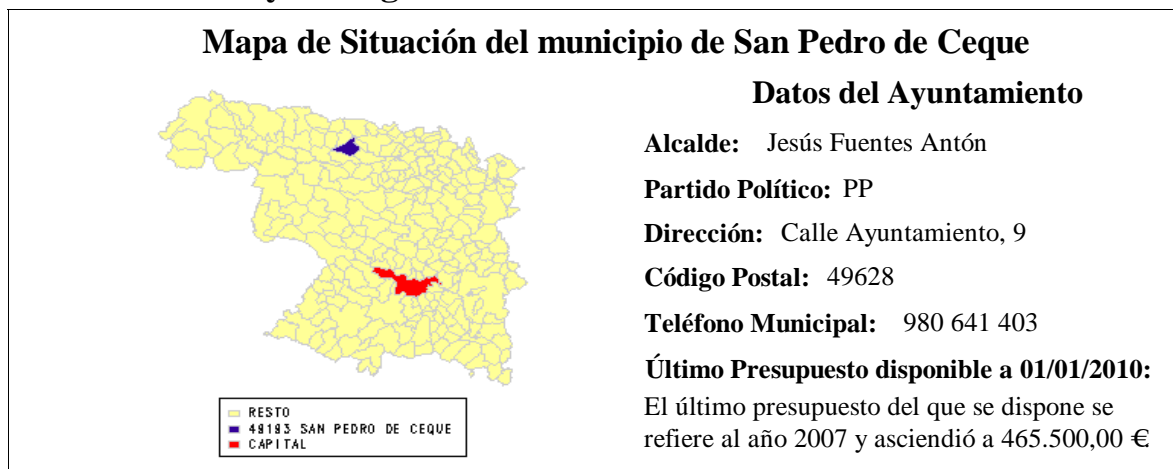 Mapa de Situación del municipio de San Pedro de Ceque
Datos del Ayuntamiento
Alcalde: Jesús Fuentes Antón
Partido Político: PP
Dirección: Calle Ayuntamiento, 9
Código Postal: 49628
Teléfono Municipal: 980 641 403
Último Presupuesto disponible a 01/01/2010:
El último presupuesto del que se dispone se
refiere al año 2007 y ascendió a 465.500,00 €
RESTO
49193 SAN PEDRO DE CEQUE
CAPITAL